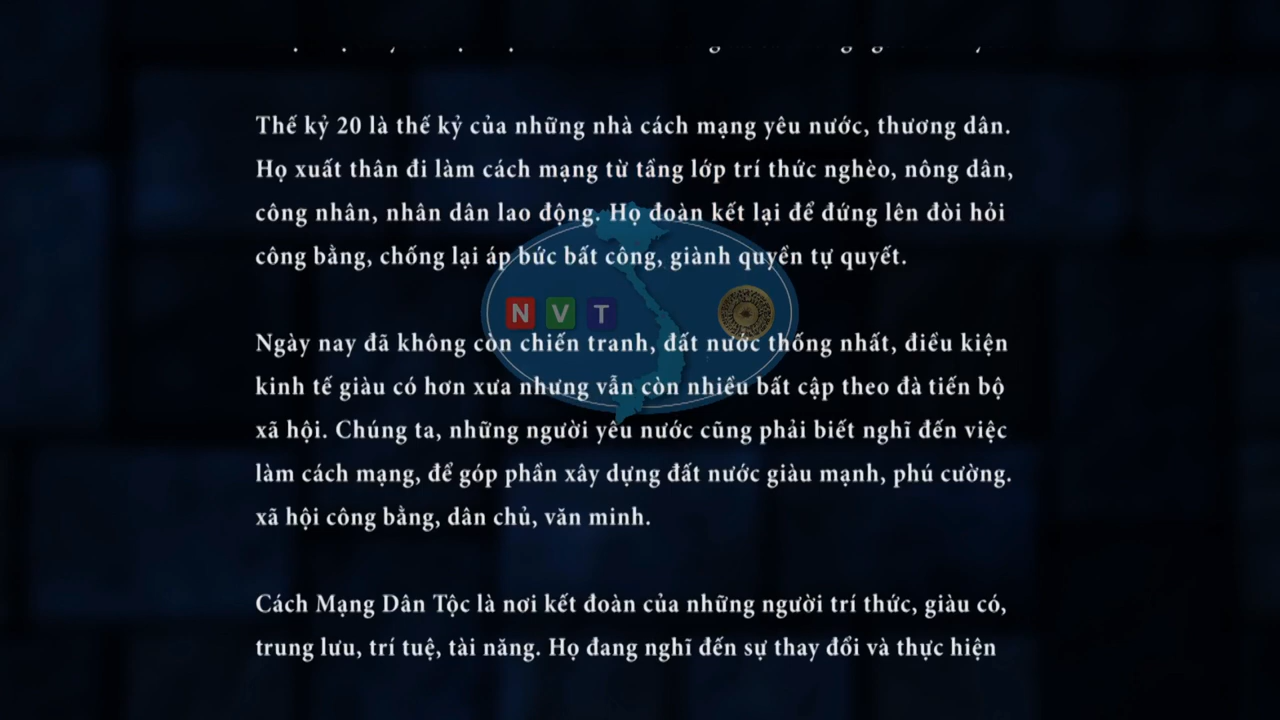 Thế kỷ 20 là thế kỷ của những nhà cách mạng yêu nước, thương dân.
Họ xuất thân đi làm cách mạng từ tầng lớp trí thức nghèo, nông dân,
công nhân, nhân dân lao động. Họ đoàn kết lại để đứng lên đòi hỏi
công bằng, chống lại áp bức bất công, giành quyền tự quyết.
N V T
Ngày nay đã không còn chiến tranh, đất nước thống nhất, điều kiện
kinh tế giàu có hơn xưa nhưng vẫn còn nhiều bất cập theo đà tiến bộ
xã hội. Chúng ta, những người yêu nước cũng phải biết nghĩ đến việc
làm cách mạng, để góp phần xây dựng đất nước giàu mạnh, phú cường.
xã hội công bằng, dân chủ, văn minh.
Cách Mạng Dân Tộc là nơi kết đoàn của những người trí thức, giàu có,
trung lưu, trí tuệ, tài năng. Họ đang nghĩ đến sự thay đổi và thực hiện